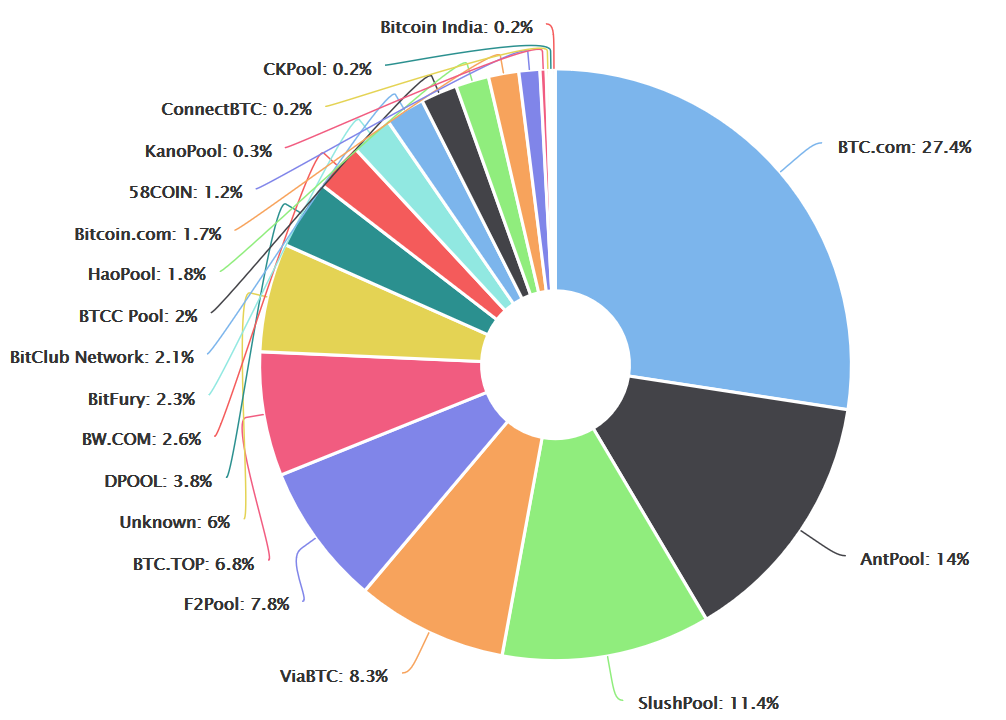 Bitcoin India: 0.2%
CKPool: 0.2%
ConnectBTC: 0.2%
KanoPool: 0.3%
58COIN: 1.2%
Bitcoin.com: 1.7%
HaoPool: 1.8%
BTCC Pool: 2%
BitClub Network: 2.1%
BitFury: 2.3%
BW.COM: 2.6%
DPOOL: 3.8%
Unknown: 6%
BTC.TOP: 6.8%
F2Pool: 7.8%
ViaBTC: 8.3%
SlushPool: 11.4%
AntPool: 14%
BTC.com: 27.4%